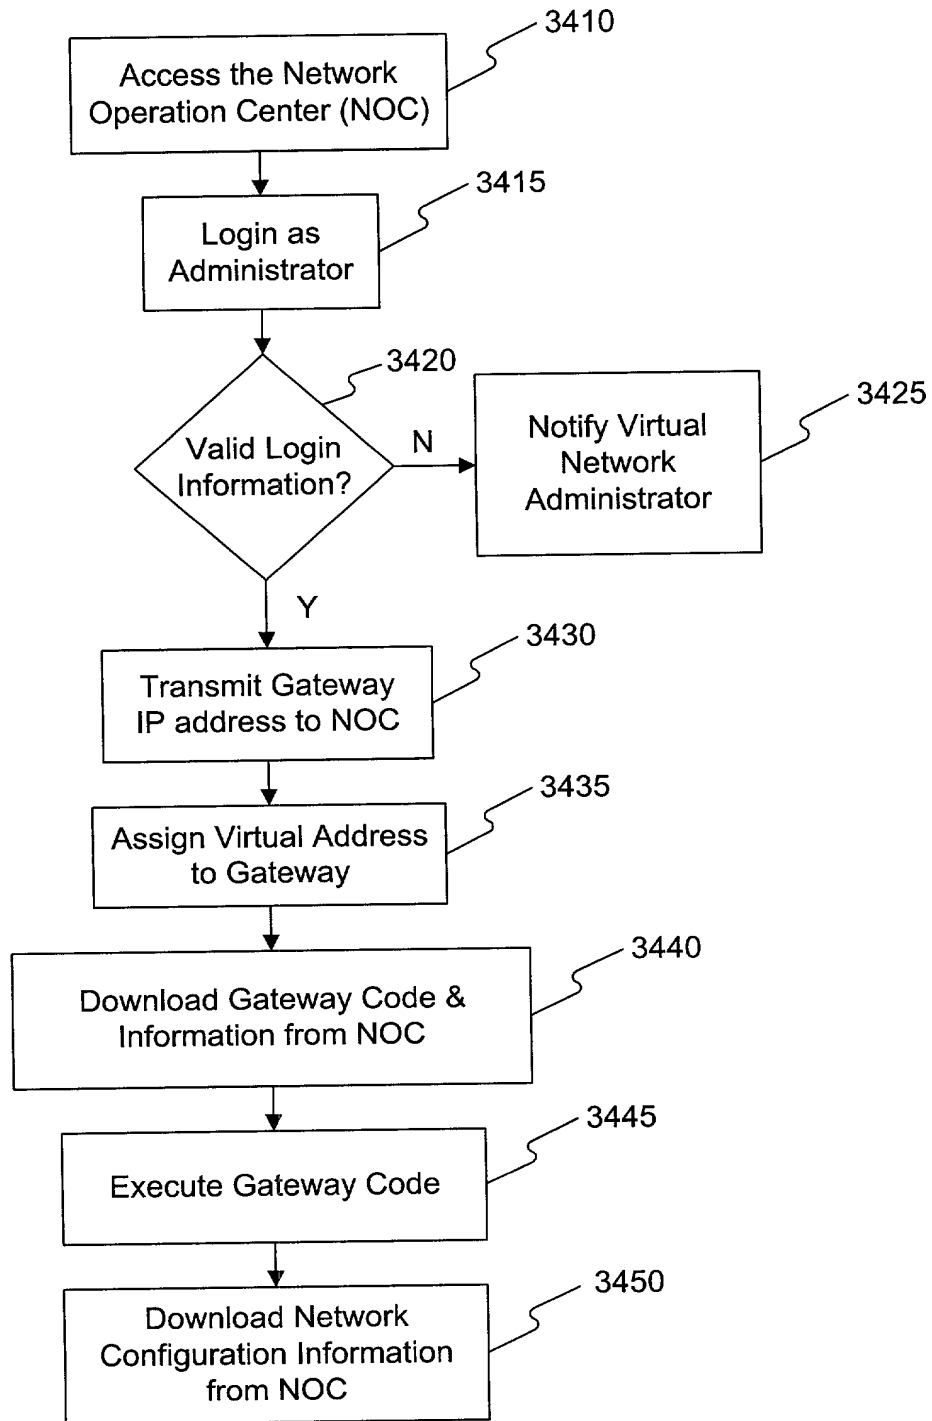 3410
Access the Network
Operation Center (NOC)
3415
Login as
Administrator
3420
Valid Login
Information?
N
3425
Notify Virtual
Network
Administrator
Y
3430
Transmit Gateway
IP address to NOC
3435
Assign Virtual Address
to Gateway
3440
Download Gateway Code &
Information from NOC
3445
Execute Gateway Code
3450
Download Network
Configuration Information
from NOC